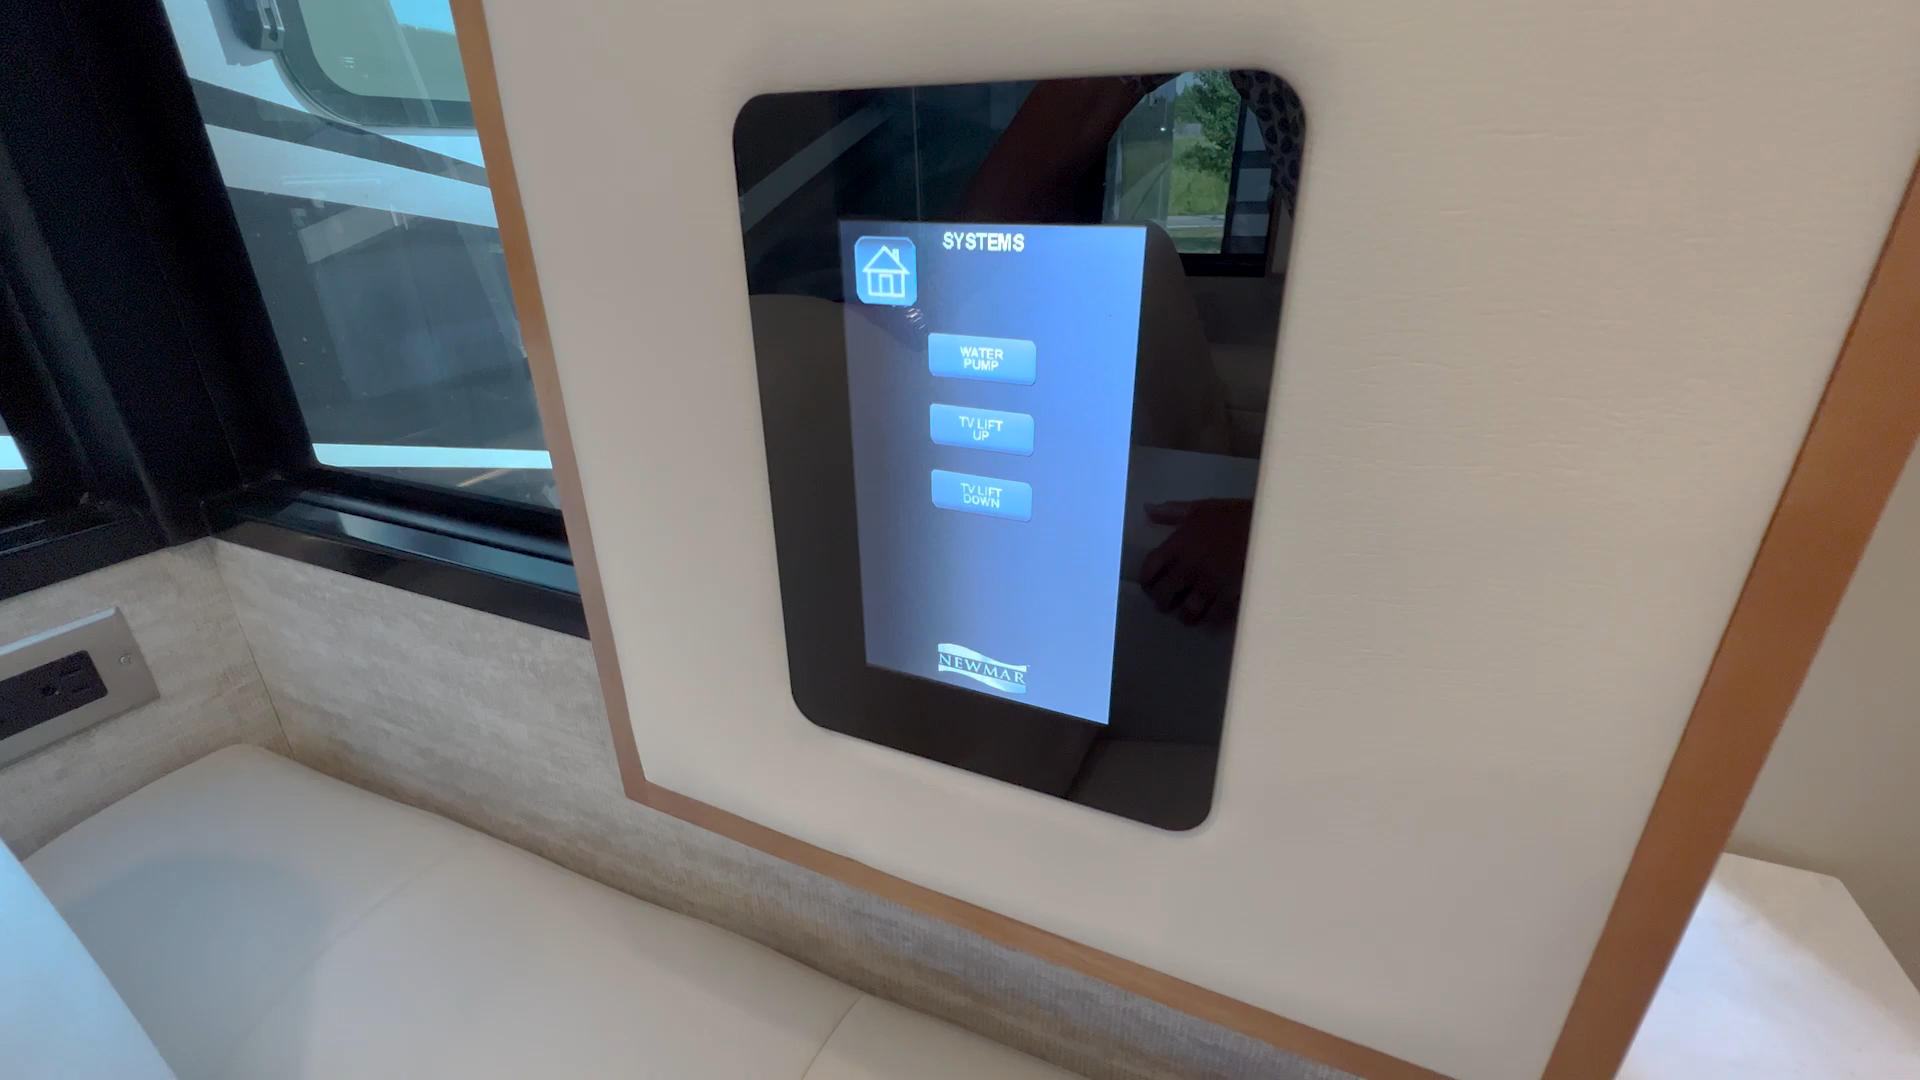 SYSTEMS
WATER
PUMP
TV LIFT
UP
TV LIFT
DOWN
NEWMAR